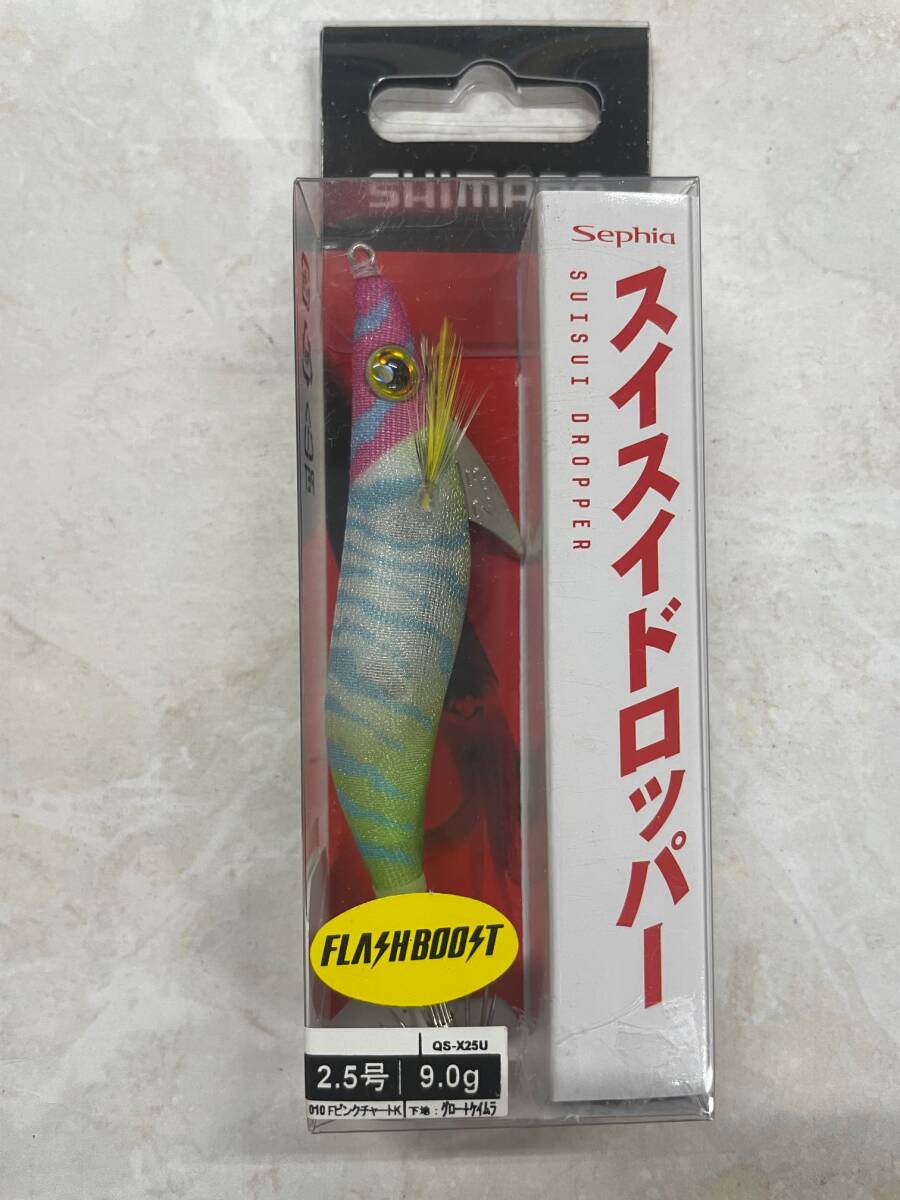 SHIMANO
Sephia
SUISUI DROPPER
スイスイドロッパー
FLASHBOOST
QS-X25U
2.5号 9.0g
010 FピンクチャートK 下地：グロートケイムラ